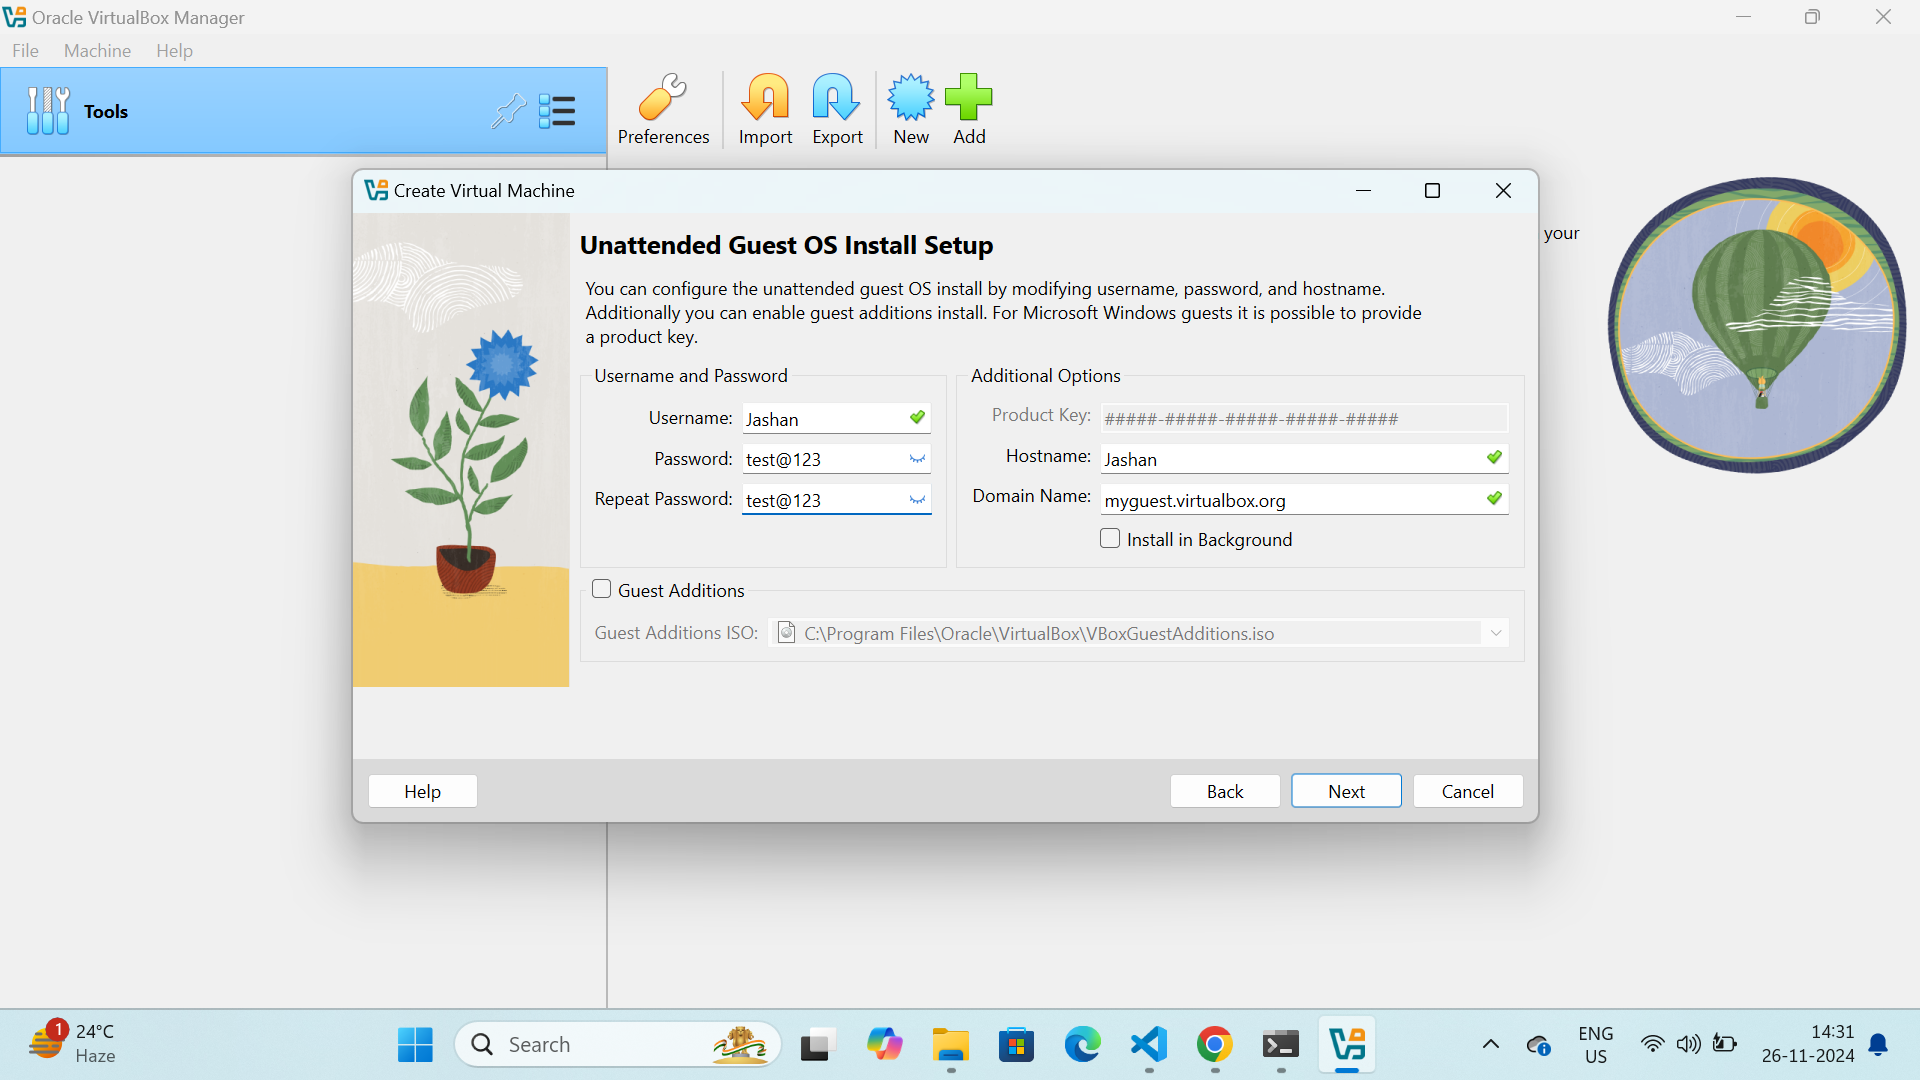 Oracle VirtualBox Manager
File Machine Help
Tools
Preferences Import Export New Add
your
Create Virtual Machine
Unattended Guest OS Install Setup
You can configure the unattended guest OS install by modifying username, password, and hostname.
Additionally you can enable guest additions install. For Microsoft Windows guests it is possible to provide
a product key.
Username and Password
Username: Jashan
Password: test@123
Repeat Password: test@123
Additional Options
Product Key: #####-#####-#####-#####-#####
Hostname: Jashan
Domain Name: myguest.virtualbox.org
Install in Background
Guest Additions
Guest Additions ISO: C:\Program Files\Oracle\VirtualBox\VBoxGuestAdditions.iso
Help Back Next Cancel
1
24°C
Haze
Search
ENG
US
14:31
26-11-2024